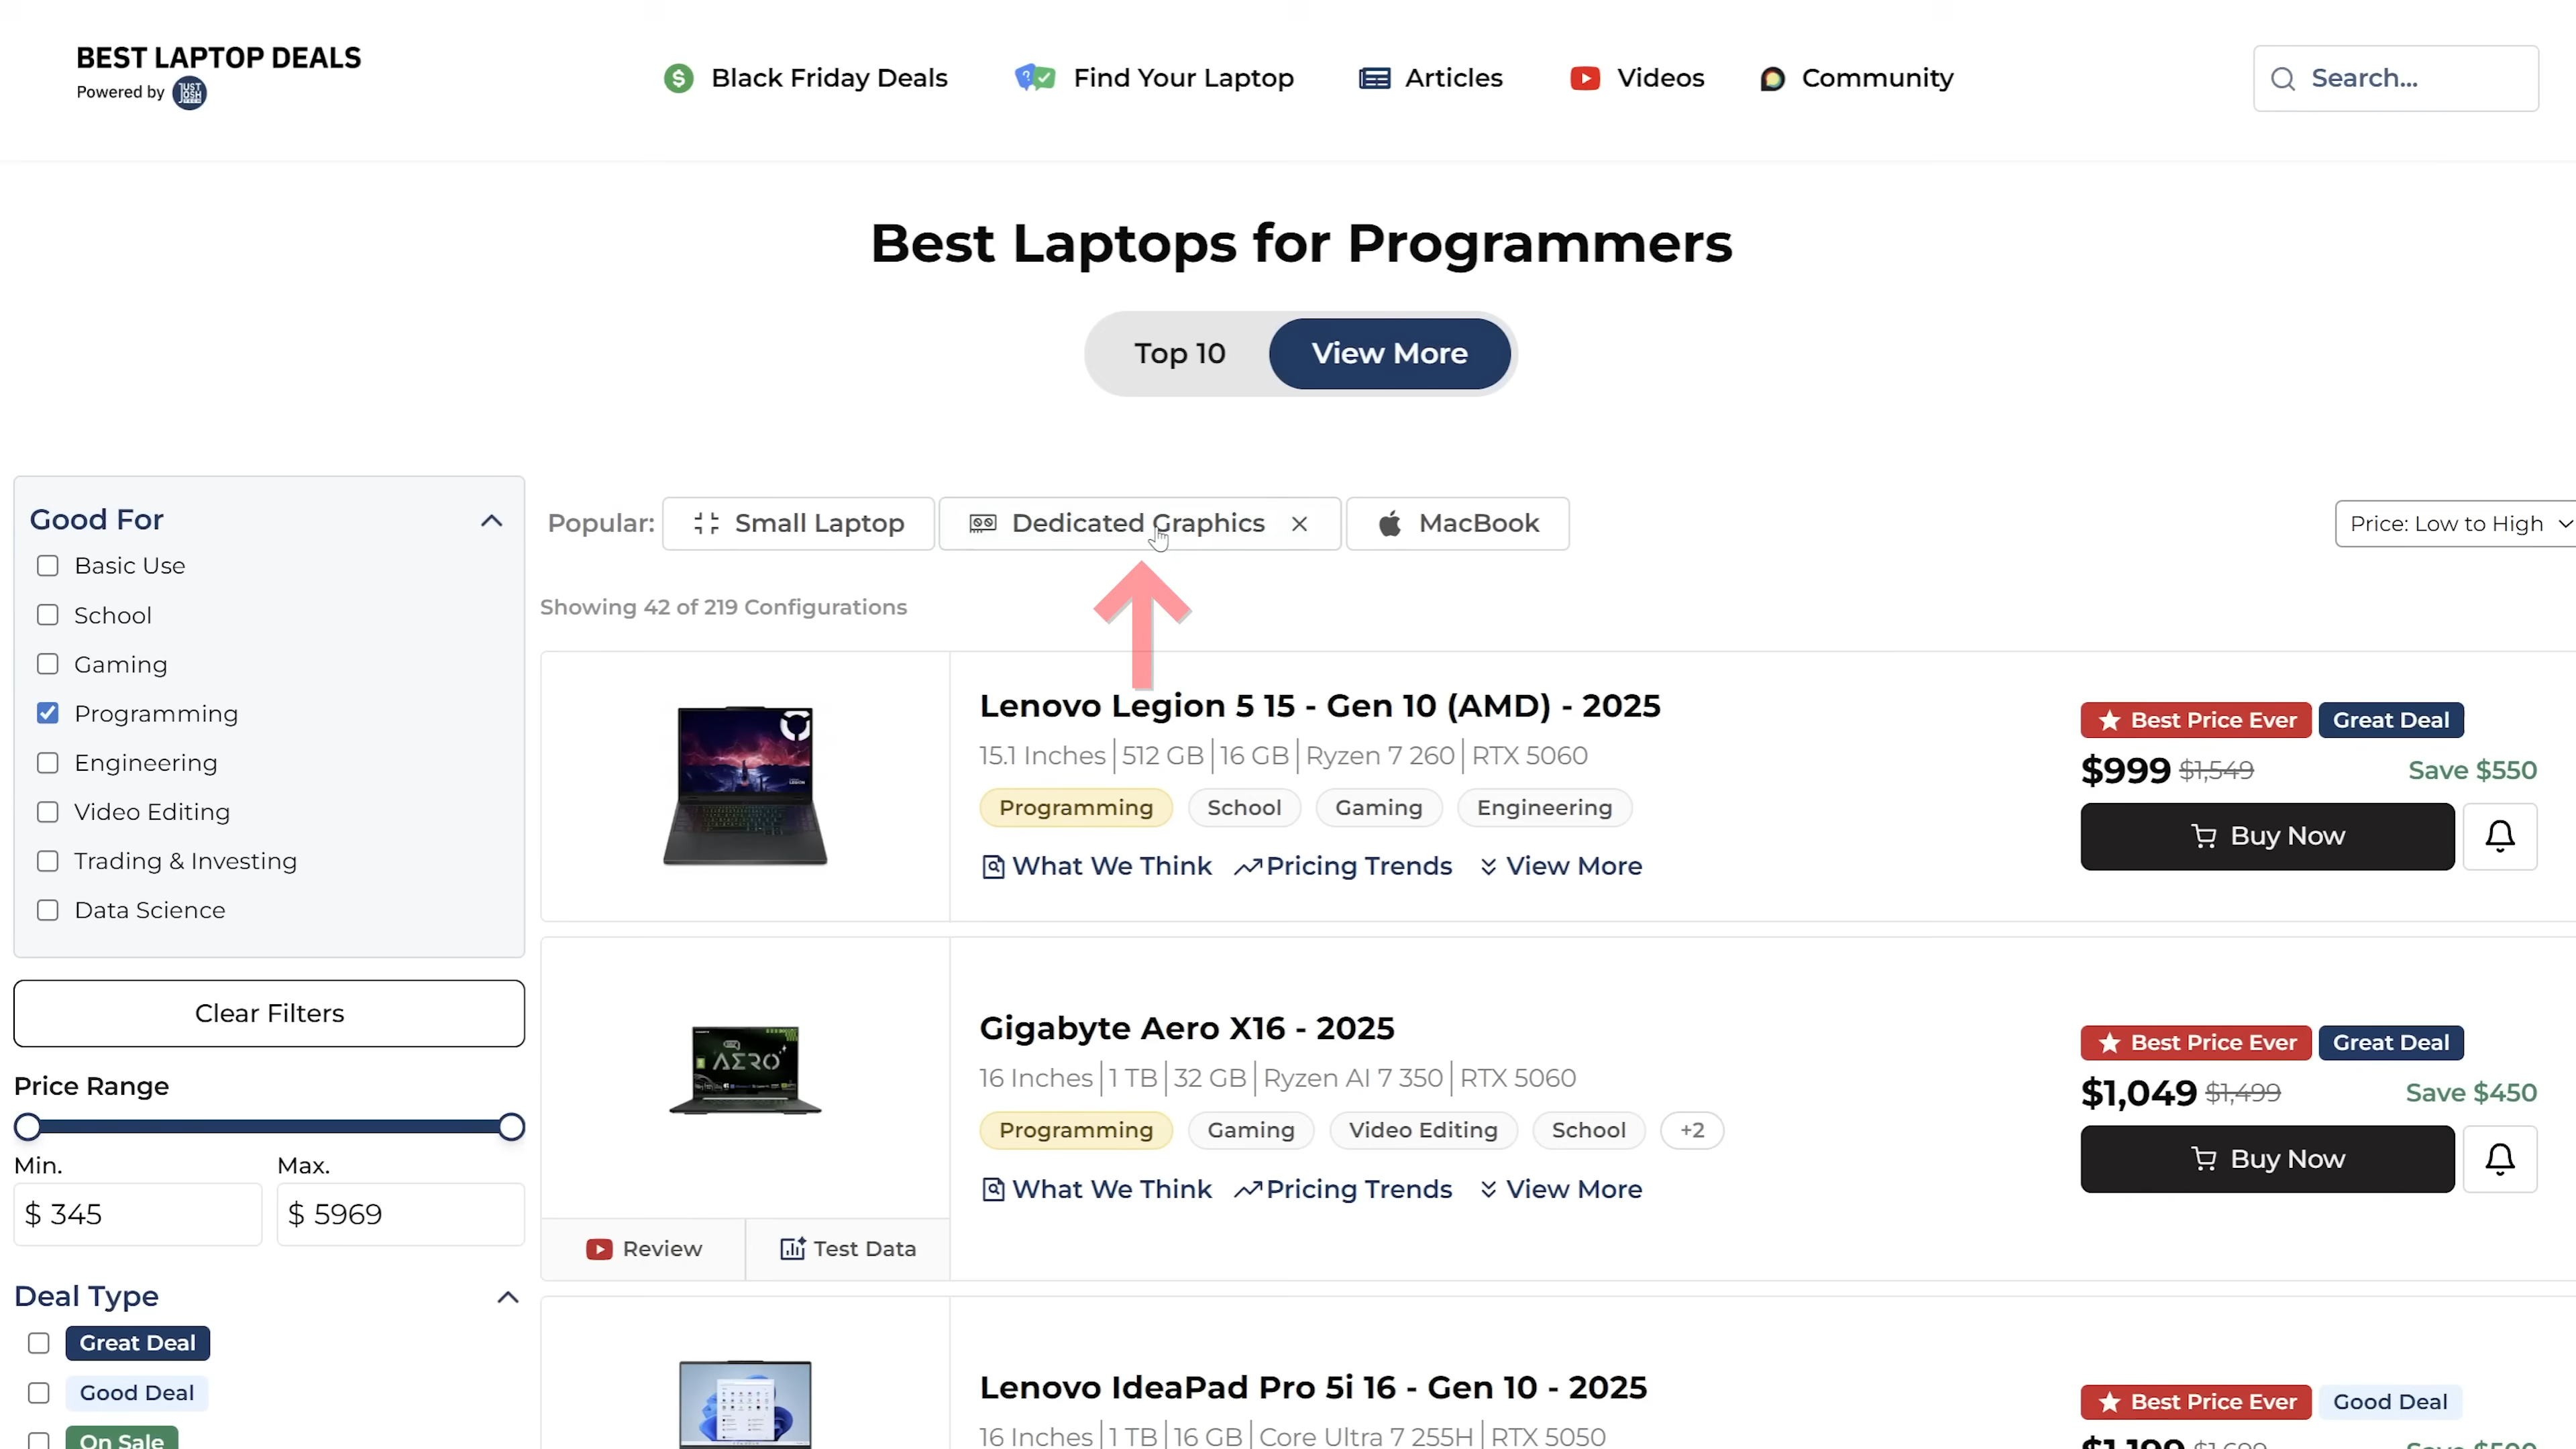 BEST LAPTOP DEALS
Powered by JUST JOSH
Black Friday Deals
Find Your Laptop
Articles
Videos
Community
Search...
Best Laptops for Programmers
Top 10
View More
Good For
Basic Use
School
Gaming
Programming
Engineering
Video Editing
Trading & Investing
Data Science
Clear Filters
Price Range
Min. Max.
$ 345 $ 5969
Deal Type
Great Deal
Good Deal
On Sale
Popular: Small Laptop Dedicated Graphics MacBook
Price: Low to High
Showing 42 of 219 Configurations
Lenovo Legion 5 15 - Gen 10 (AMD) - 2025
15.1 Inches 512 GB 16 GB Ryzen 7 260 RTX 5060
Programming School Gaming Engineering
What We Think Pricing Trends View More
Best Price Ever Great Deal
$999 $1,549 Save $550
Buy Now
AERO
Review Test Data
Gigabyte Aero X16 - 2025
16 Inches 1 TB 32 GB Ryzen AI 7 350 RTX 5060
Programming Gaming Video Editing School +2
What We Think Pricing Trends View More
Best Price Ever Great Deal
$1,049 $1,499 Save $450
Buy Now
Lenovo IdeaPad Pro 5i 16 - Gen 10 - 2025
16 Inches 1 TB 16 GB Core Ultra 7 255H RTX 5050
Best Price Ever Good Deal
$1,199 $1,699 Save $500